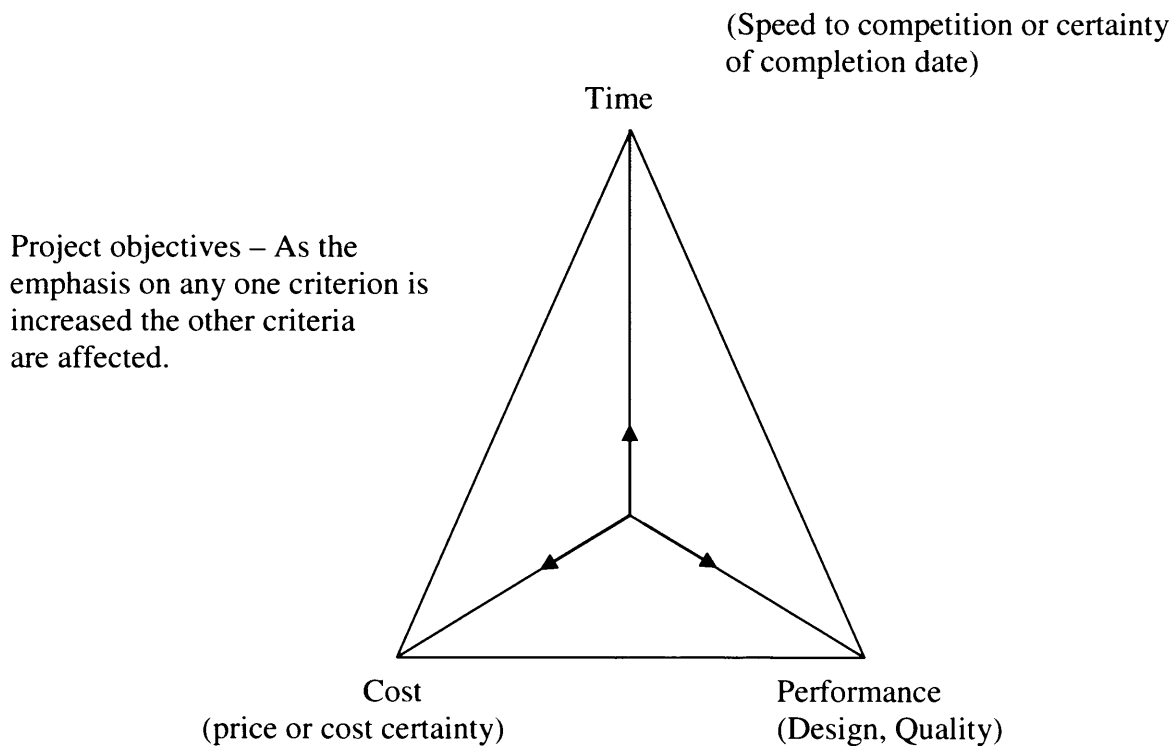 (Speed to competition or certainty
of completion date)
Time
Project objectives – As the
emphasis on any one criterion is
increased the other criteria
are affected.
Cost
(price or cost certainty)
Performance
(Design, Quality)